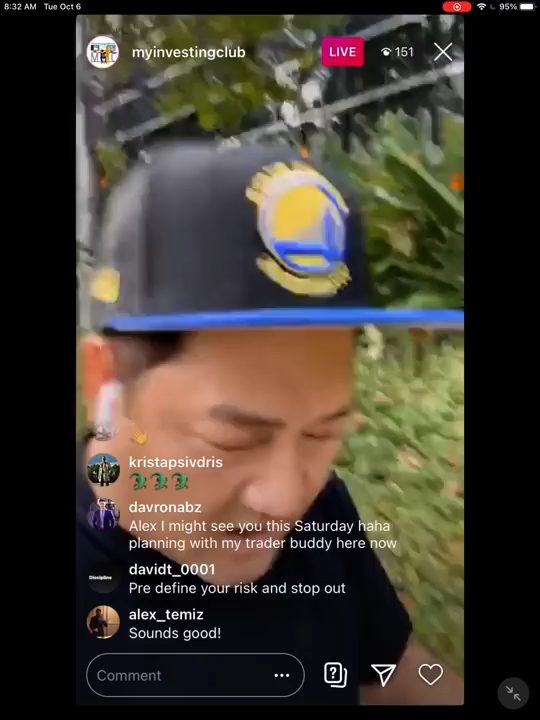 8:32 AM Tue Oct 6
95%
myinvestingclub
LIVE
151
kristapsivdris
davronabz
Alex I might see you this Saturday haha
planning with my trader buddy here now
davidt_0001
Discipline
Pre define your risk and stop out
alex_temiz
Sounds good!
Comment